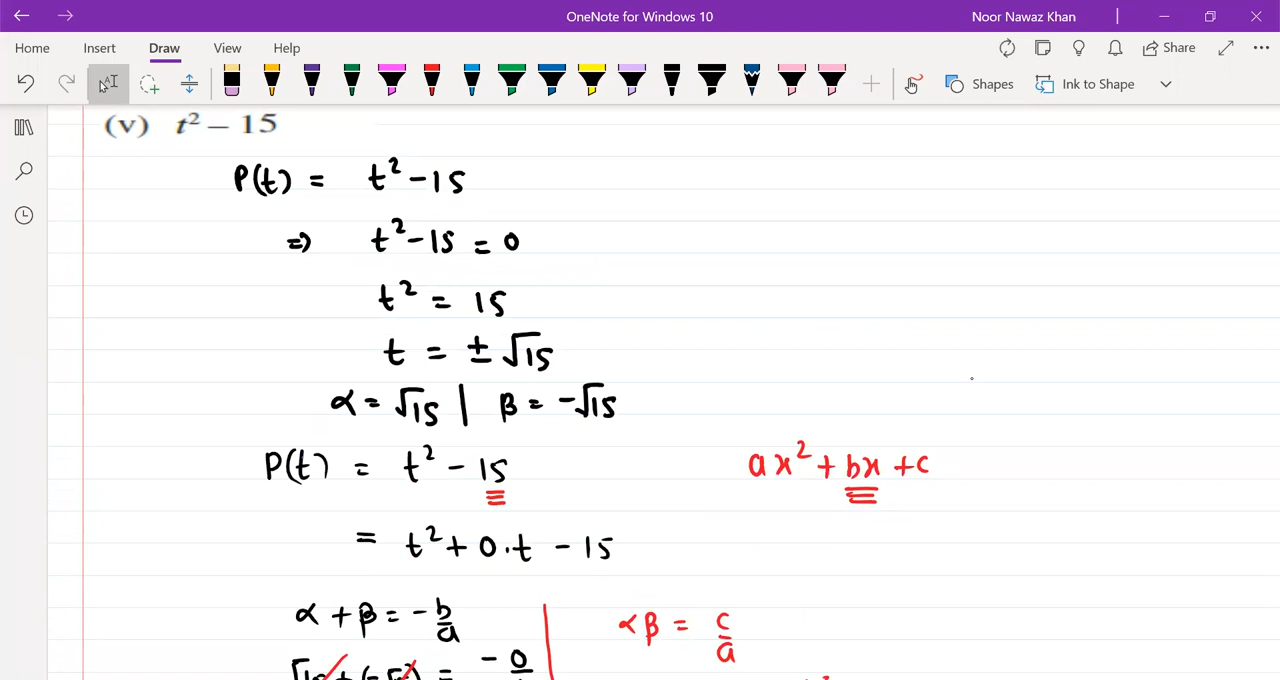 OneNote for Windows 10
Noor Nawaz Khan
Home Insert Draw View Help
Share
Shapes Ink to Shape
(v) t² – 15
P(t) = t² – 15
⇒ t² – 15 = 0
t² = 15
t = ± √15
α = √15 | β = –√15
P(t) = t² – 15
ax² + bx + c
= t² + 0·t – 15
α + β = –b/a
αβ = c/a